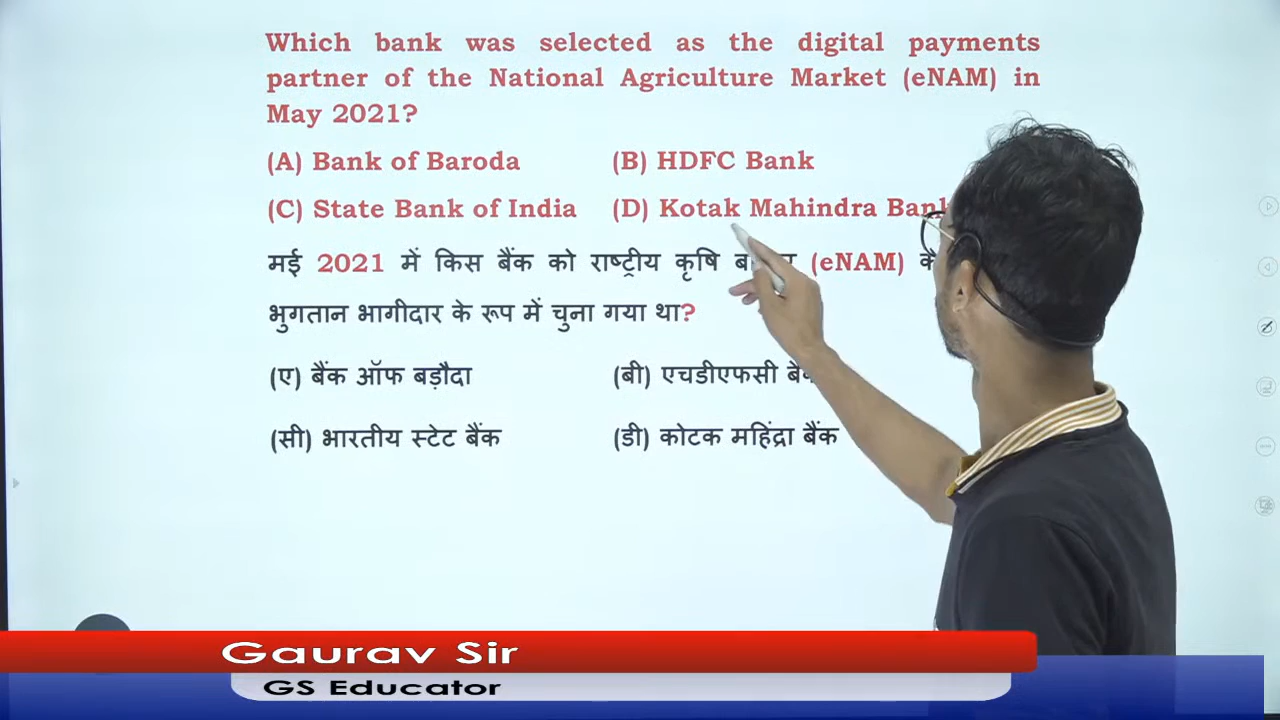 Which bank was selected as the digital payments
partner of the National Agriculture Market (eNAM) in
May 2021?
(A) Bank of Baroda (B) HDFC Bank
(C) State Bank of India (D) Kotak Mahindra Bank
मई 2021 में किस बैंक को राष्ट्रीय कृषि (eNAM)
भुगतान भागीदार के रूप में चुना गया था?
(ए) बैंक ऑफ बड़ौदा (बी) एचडीएफसी बैंक
(सी) भारतीय स्टेट बैंक (डी) कोटक महिंद्रा बैंक
Gaurav Sir
GS Educator